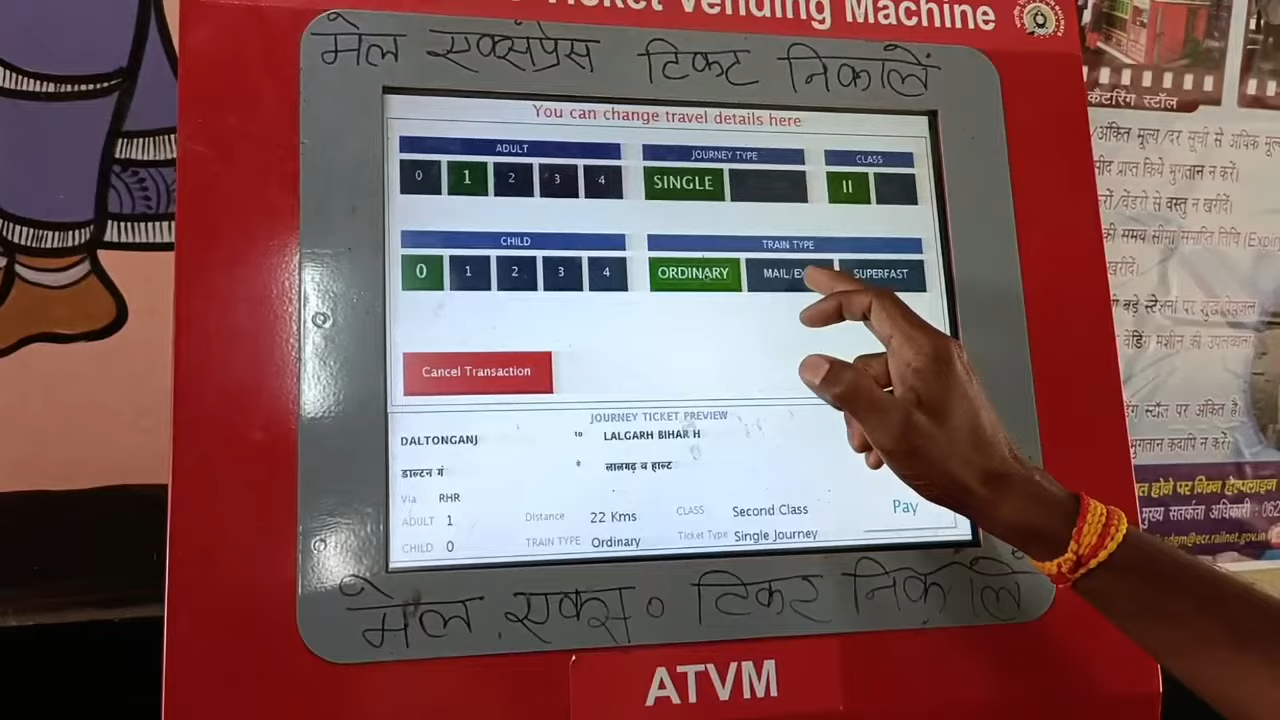 Ticket Vending Machine
मेल एक्सप्रेस टिकट निकालें
You can change travel details here
ADULT
0 1 2 3 4
JOURNEY TYPE
SINGLE
CLASS
II
CHILD
0 1 2 3 4
TRAIN TYPE
ORDINARY MAIL/EX SUPERFAST
Cancel Transaction
JOURNEY TICKET PREVIEW
DALTONGANJ to LALGARH BIHAR H
डाल्टन गं से लालगढ़ व हाल्ट
Via RHR
ADULT 1 Distance 22 Kms CLASS Second Class
CHILD 0 TRAIN TYPE Ordinary Ticket Type Single Journey
Pay
मेल एक्स० टिकट निकालें
ATVM
कैटरिंग स्टॉल
/अंकित मूल्य/दर सूची से अधिक मूल्
सीद प्राप्त किये भुगतान न करें।
रों/वेंडरो से वस्तु न खरीदें।
की समय सीमा समाप्ति तिथि (Expi
खरीदें।
बड़े स्टेशनों पर शुद्ध पेयजल
वेंडिंग मशीन की उपलब्धता
स्टॉल पर अंकित है।
भुगतान कदापि न करें।
त होने पर निम्न हेल्पलाइन
मुख्य सतर्कता अधिकारी : 062
sdgm@ecr.railnet.gov.in